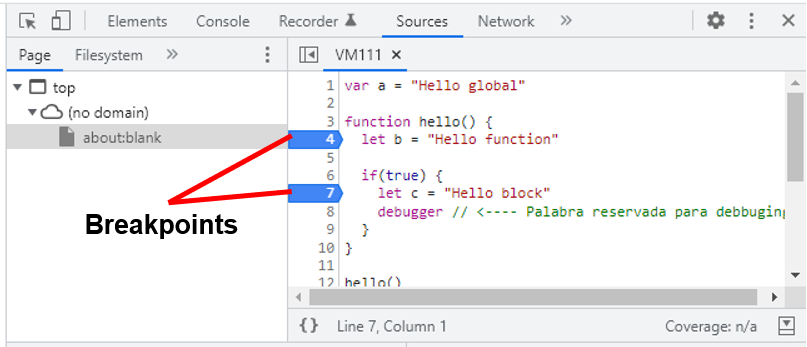 Elements Console Recorder Sources Network »
Page Filesystem » VM111 ×
top
(no domain)
about:blank
Breakpoints
1 var a = "Hello global"
2
3 function hello() {
4 let b = "Hello function"
5
6 if(true) {
7 let c = "Hello block"
8 debugger // <---- Palabra reservada para debbuging
9 }
10 }
11
12 hello()
{} Line 7, Column 1 Coverage: n/a